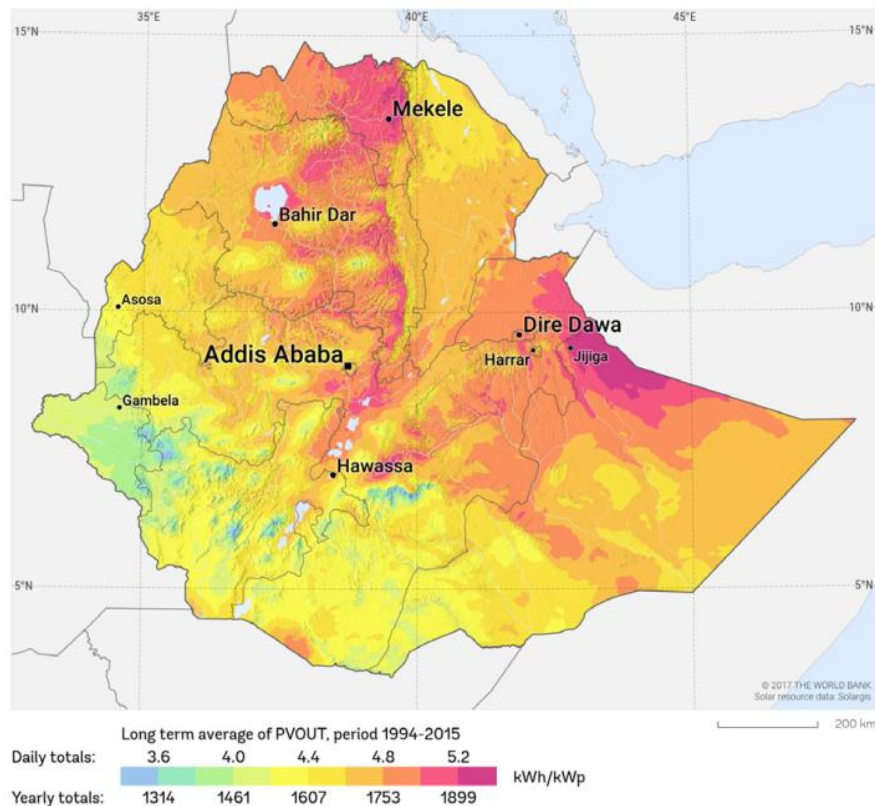 35°E 40°E 45°E
15°N 15°N
Mekele
Bahir Dar
Asosa
10°N 10°N
Dire Dawa
Addis Ababa
Harrar
Jijiga
Gambela
Hawassa
5°N 5°N
© 2017 THE WORLD BANK
Solar resource data: Solargis
200 km
Long term average of PVOUT, period 1994-2015
Daily totals: 3.6 4.0 4.4 4.8 5.2
kWh/kWp
Yearly totals: 1314 1461 1607 1753 1899